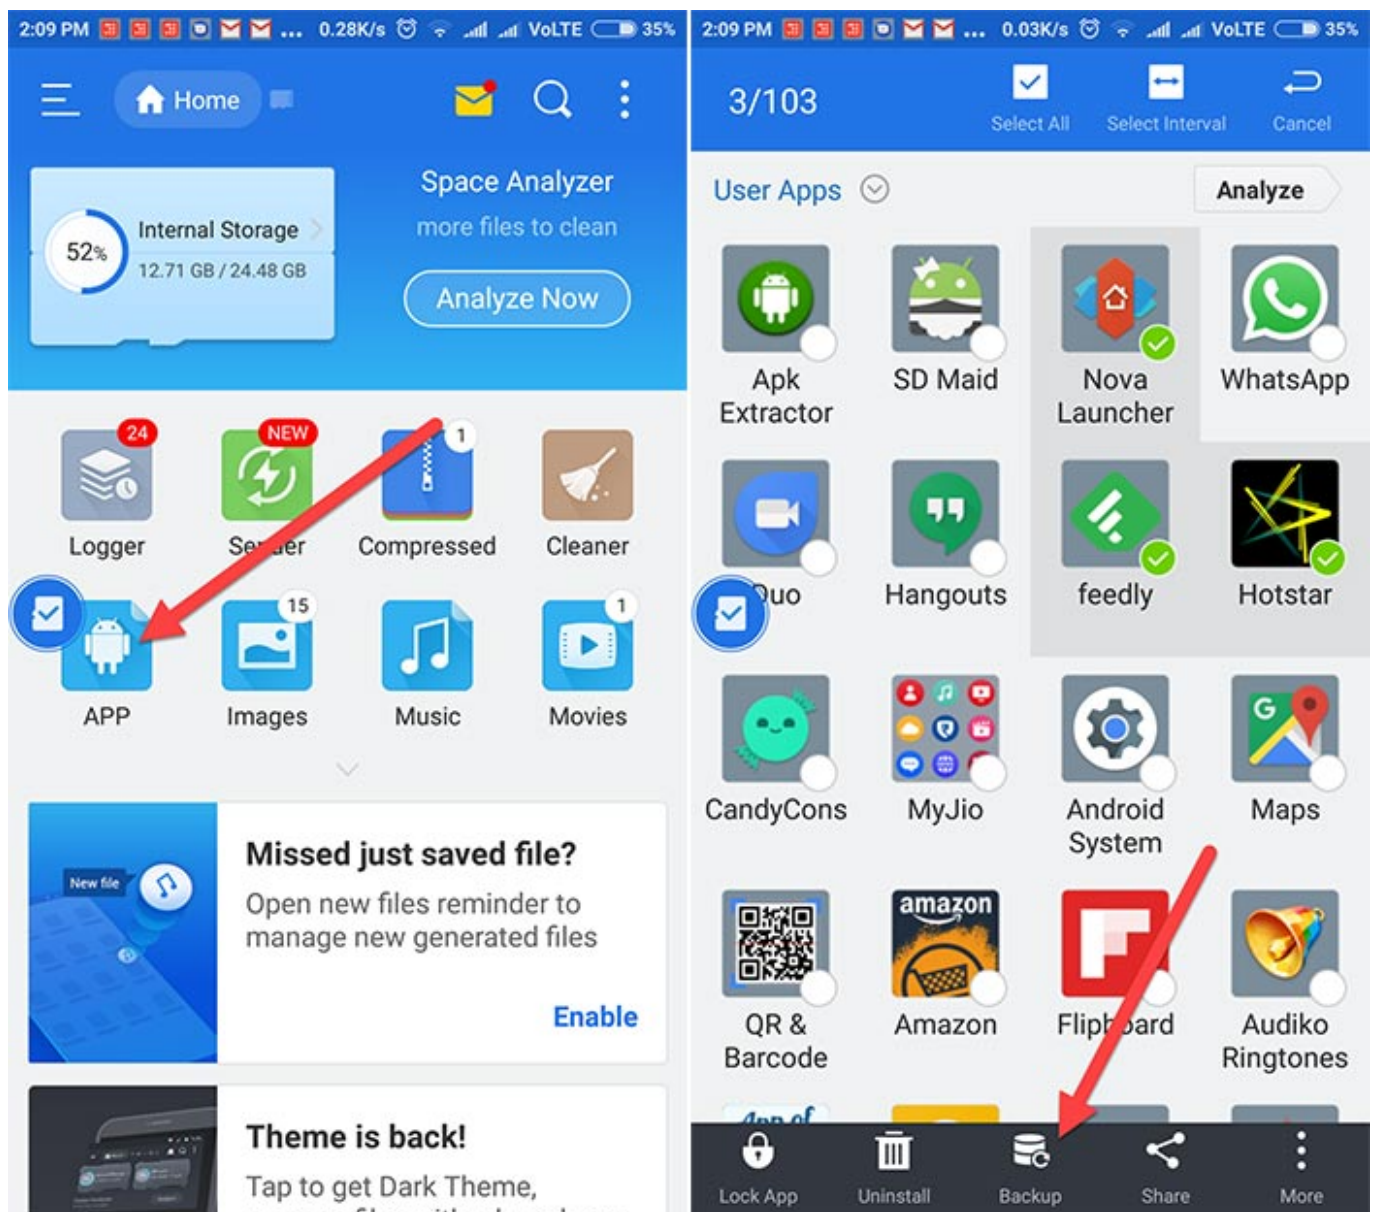 2:09 PM ... 0.28K/s VoLTE 35%
Home
Space Analyzer
more files to clean
Analyze Now
52%
Internal Storage
12.71 GB / 24.48 GB
24
NEW
1
Logger
Sender
Compressed
Cleaner
15
1
APP
Images
Music
Movies
New file
Missed just saved file?
Open new files reminder to
manage new generated files
Enable
Theme is back!
Tap to get Dark Theme,
2:09 PM ... 0.03K/s VoLTE 35%
3/103
Select All
Select Interval
Cancel
User Apps
Analyze
Apk
Extractor
SD Maid
Nova
Launcher
WhatsApp
Duo
Hangouts
feedly
Hotstar
CandyCons
MyJio
Android
System
G
Maps
amazon
QR &
Barcode
Amazon
Flipboard
Audiko
Ringtones
App of
Lock App
Uninstall
Backup
Share
More